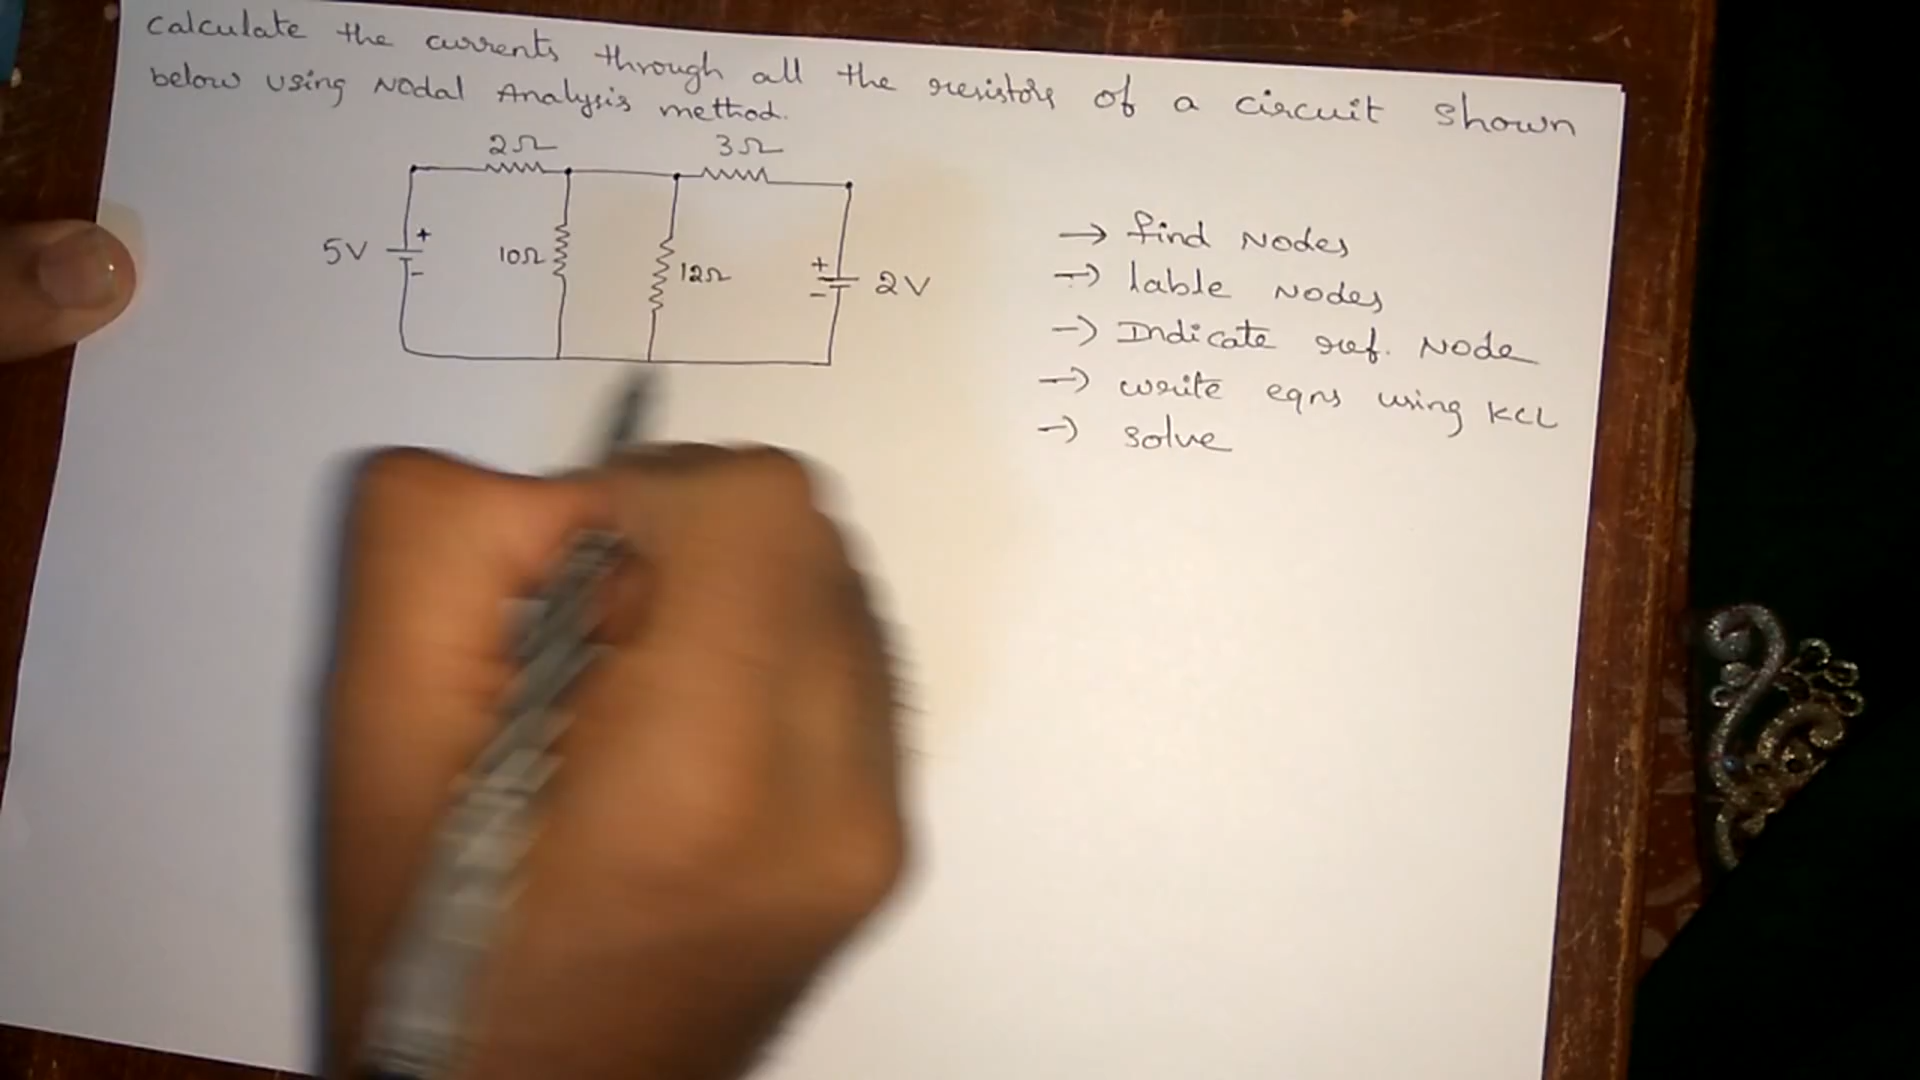 calculate the currents through all the resistors of a circuit shown
below using Nodal Analysis method.
2Ω
3Ω
5V
+
-
10Ω
12Ω
+
-
2V
→ find Nodes
→ lable Nodes
→ Indicate ref. Node
→ write eqns using KCL
→ solve